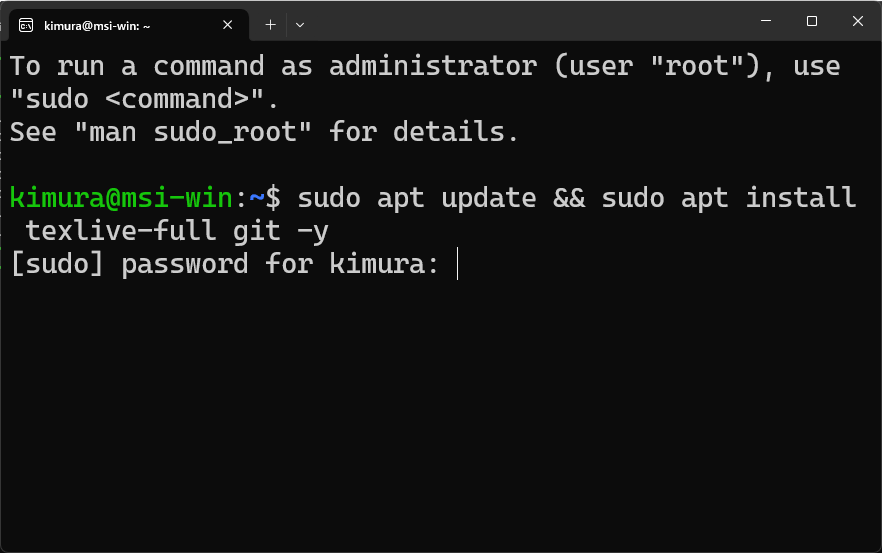 kimura@msi-win: ~
To run a command as administrator (user "root"), use
"sudo <command>".
See "man sudo_root" for details.
kimura@msi-win:~$ sudo apt update && sudo apt install
texlive-full git -y
[sudo] password for kimura: